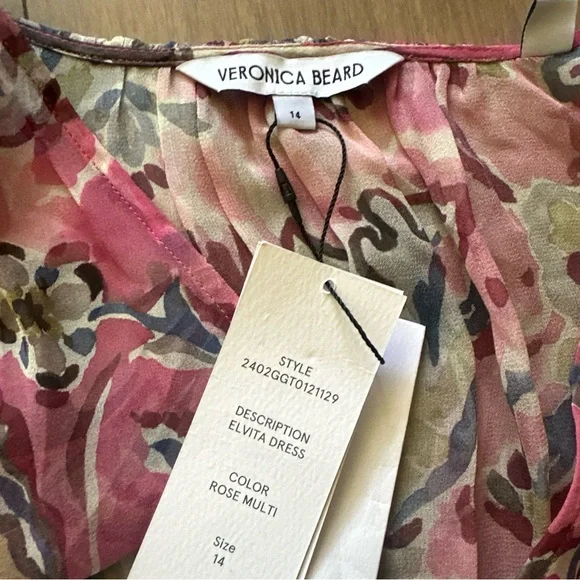 VERONICA BEARD
14
STYLE
2402GGT0121129
DESCRIPTION
ELVITA DRESS
COLOR
ROSE MULTI
Size
14